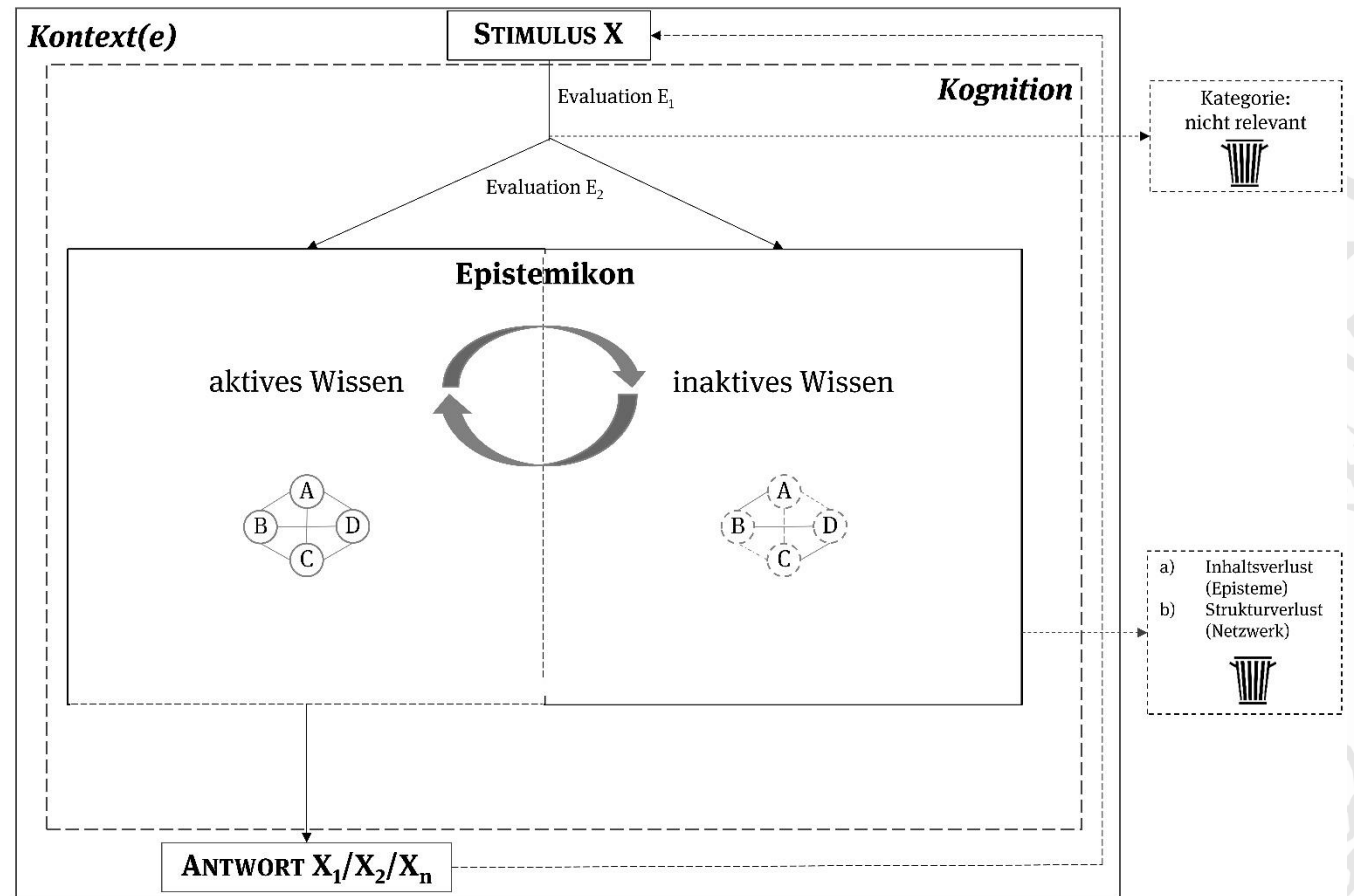 Kontext(e)
STIMULUS X
Kognition
Evaluation E₁
Kategorie:
nicht relevant
Evaluation E₂
Epistemikon
aktives Wissen
inaktives Wissen
A
B
D
C
A
B
D
C
a) Inhaltsverlust
(Episteme)
b) Strukturverlust
(Netzwerk)
ANTWORT X₁/X₂/Xₙ